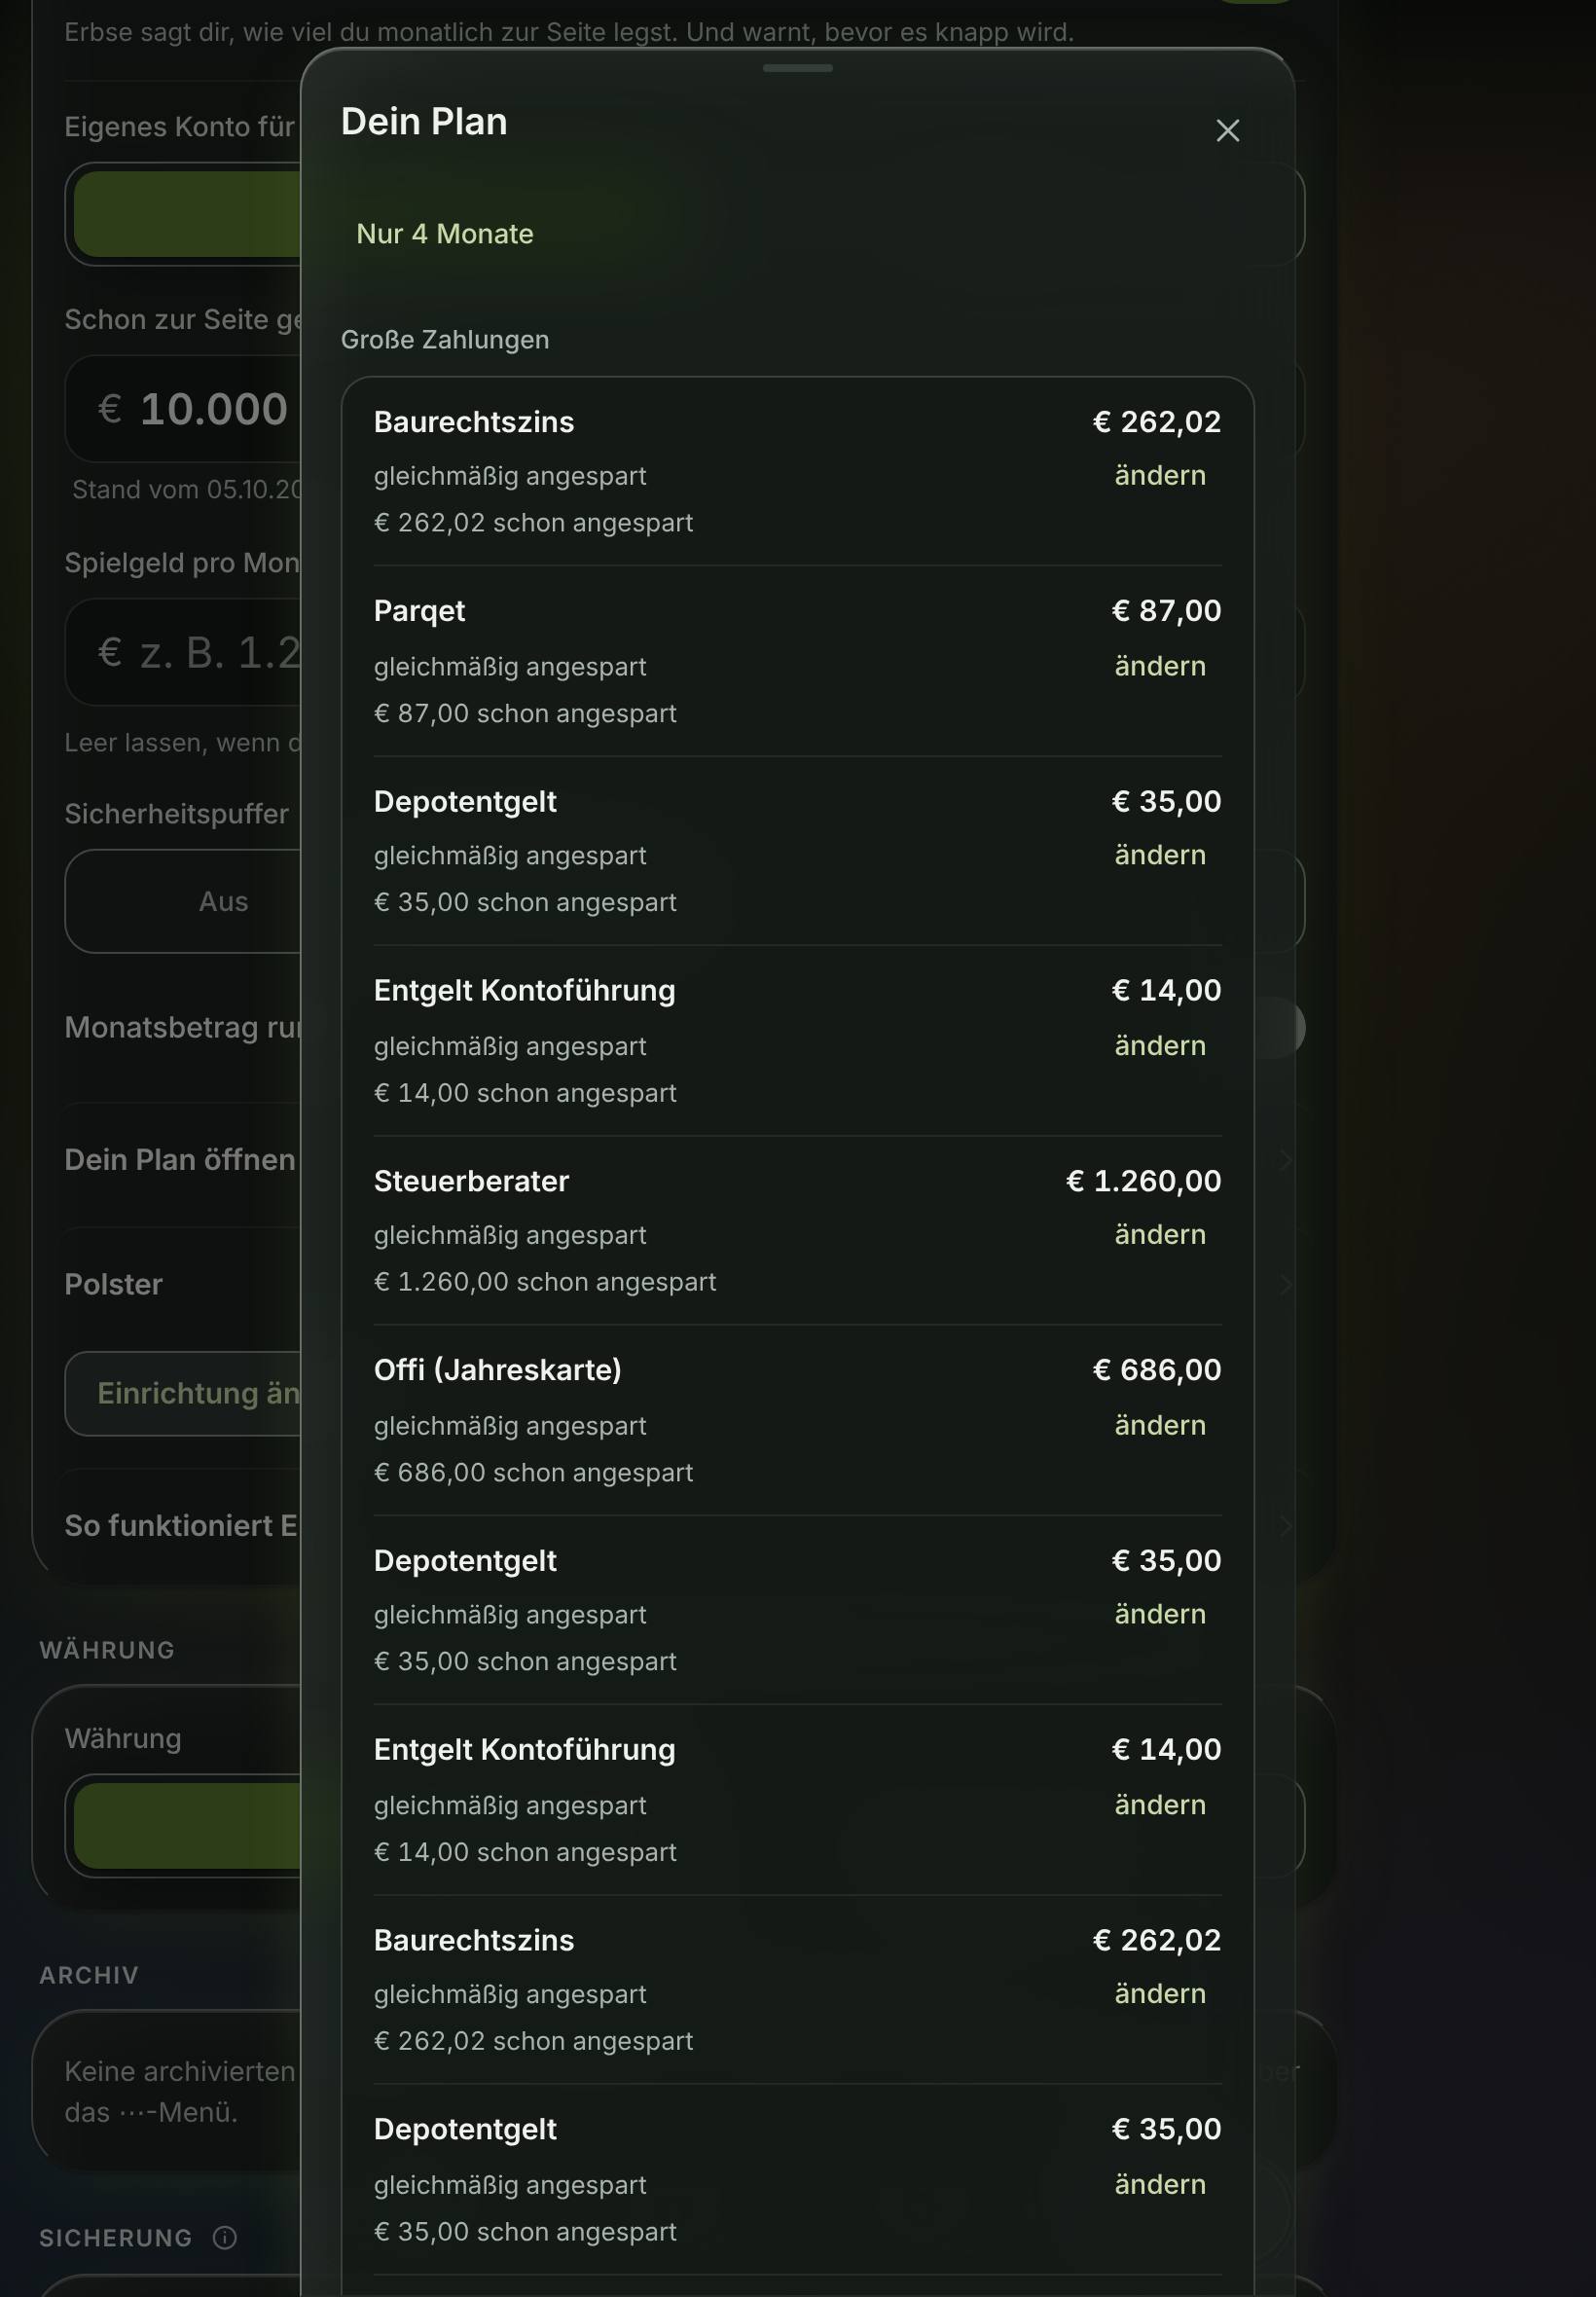 Erbse sagt dir, wie viel du monatlich zur Seite legst. Und warnt, bevor es knapp wird.
Eigenes Konto für
Schon zur Seite ge
€ 10.000
Stand vom 05.10.20
Spielgeld pro Mon
€ z. B. 1.2
Leer lassen, wenn d
Sicherheitspuffer
Aus
Monatsbetrag ru
Dein Plan öffnen
Polster
Einrichtung än
So funktioniert E
WÄHRUNG
Währung
ARCHIV
Keine archivierten
das ···-Menü.
SICHERUNG
Dein Plan
Nur 4 Monate
Große Zahlungen
Baurechtszins € 262,02
gleichmäßig angespart ändern
€ 262,02 schon angespart
Parqet € 87,00
gleichmäßig angespart ändern
€ 87,00 schon angespart
Depotentgelt € 35,00
gleichmäßig angespart ändern
€ 35,00 schon angespart
Entgelt Kontoführung € 14,00
gleichmäßig angespart ändern
€ 14,00 schon angespart
Steuerberater € 1.260,00
gleichmäßig angespart ändern
€ 1.260,00 schon angespart
Offi (Jahreskarte) € 686,00
gleichmäßig angespart ändern
€ 686,00 schon angespart
Depotentgelt € 35,00
gleichmäßig angespart ändern
€ 35,00 schon angespart
Entgelt Kontoführung € 14,00
gleichmäßig angespart ändern
€ 14,00 schon angespart
Baurechtszins € 262,02
gleichmäßig angespart ändern
€ 262,02 schon angespart
Depotentgelt € 35,00
gleichmäßig angespart ändern
€ 35,00 schon angespart